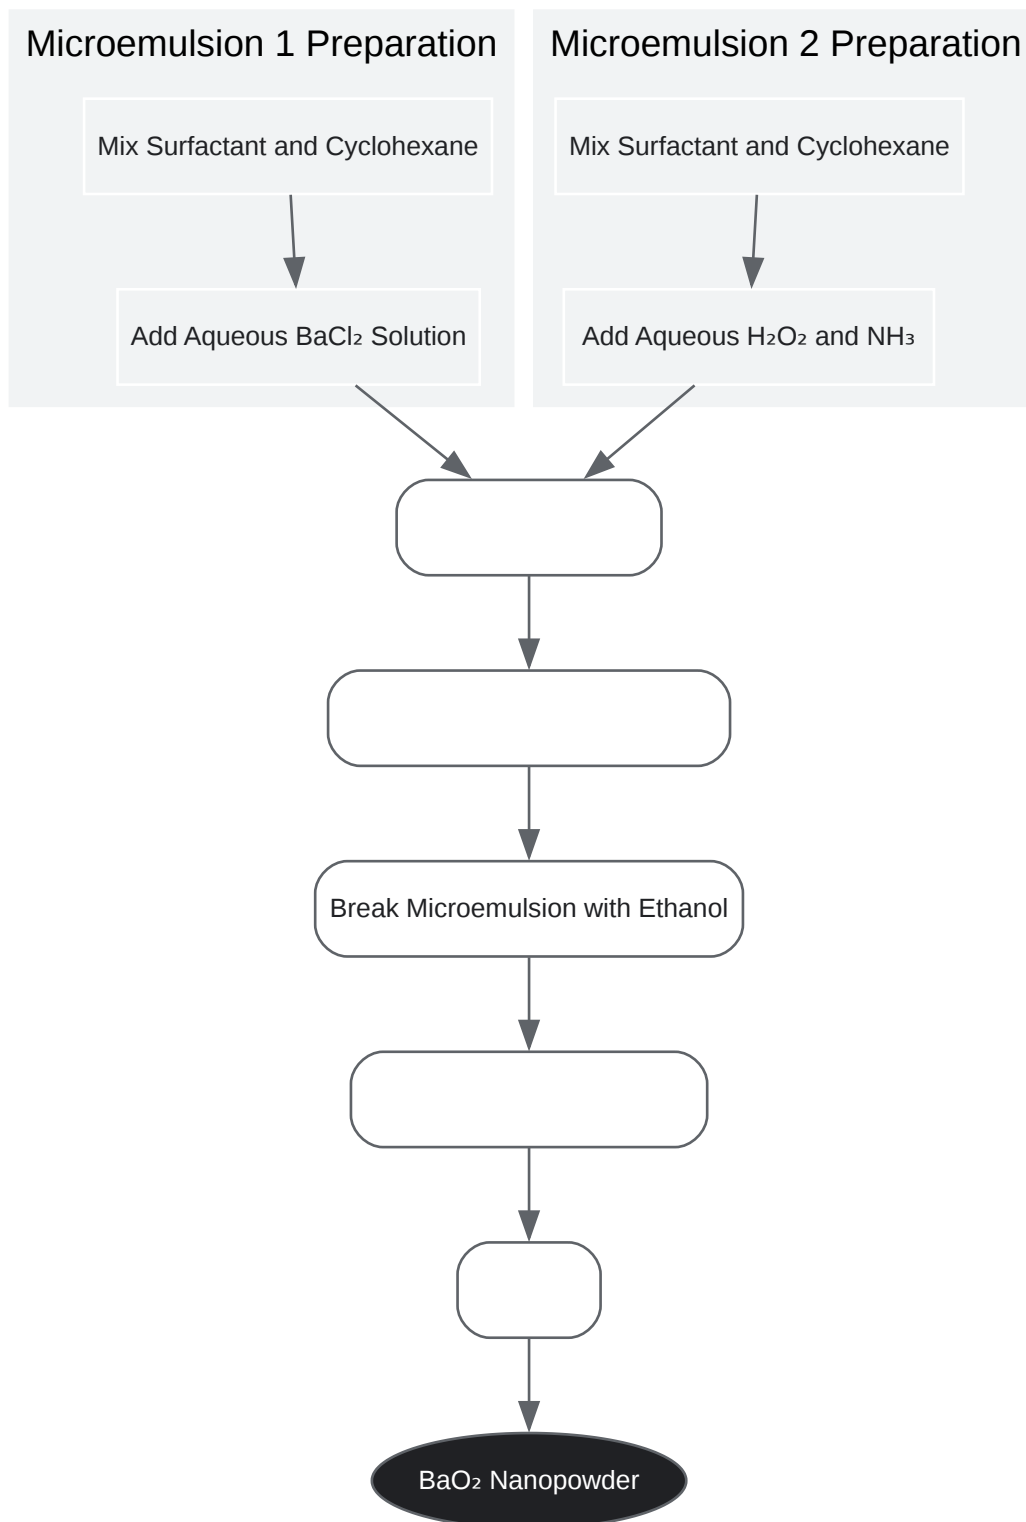 Microemulsion 1 Preparation
Mix Surfactant and Cyclohexane
Add Aqueous BaCl₂ Solution
Microemulsion 2 Preparation
Mix Surfactant and Cyclohexane
Add Aqueous H₂O₂ and NH₃
Break Microemulsion with Ethanol
BaO₂ Nanopowder